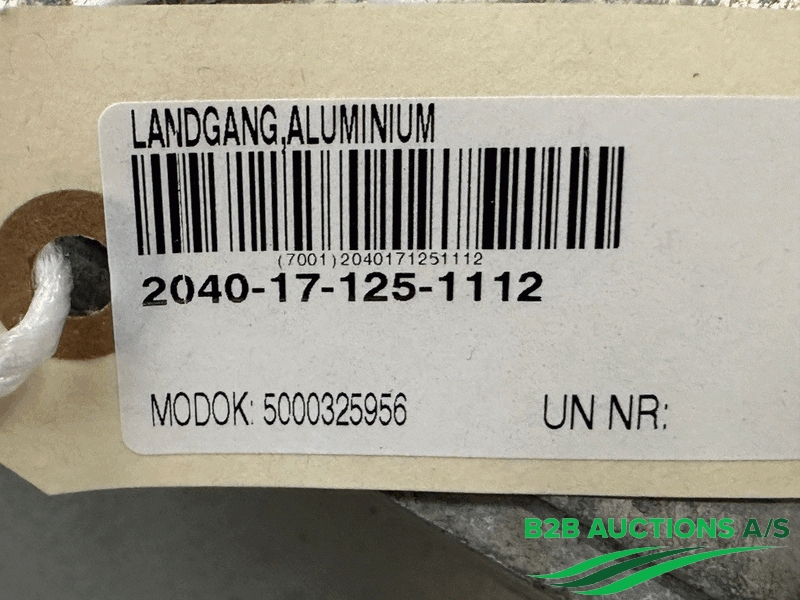 LANDGANG,ALUMINIUM
(7001)2040171251112
2040-17-125-1112
MODOK: 5000325956
UN NR:
B2B AUCTIONS A/S